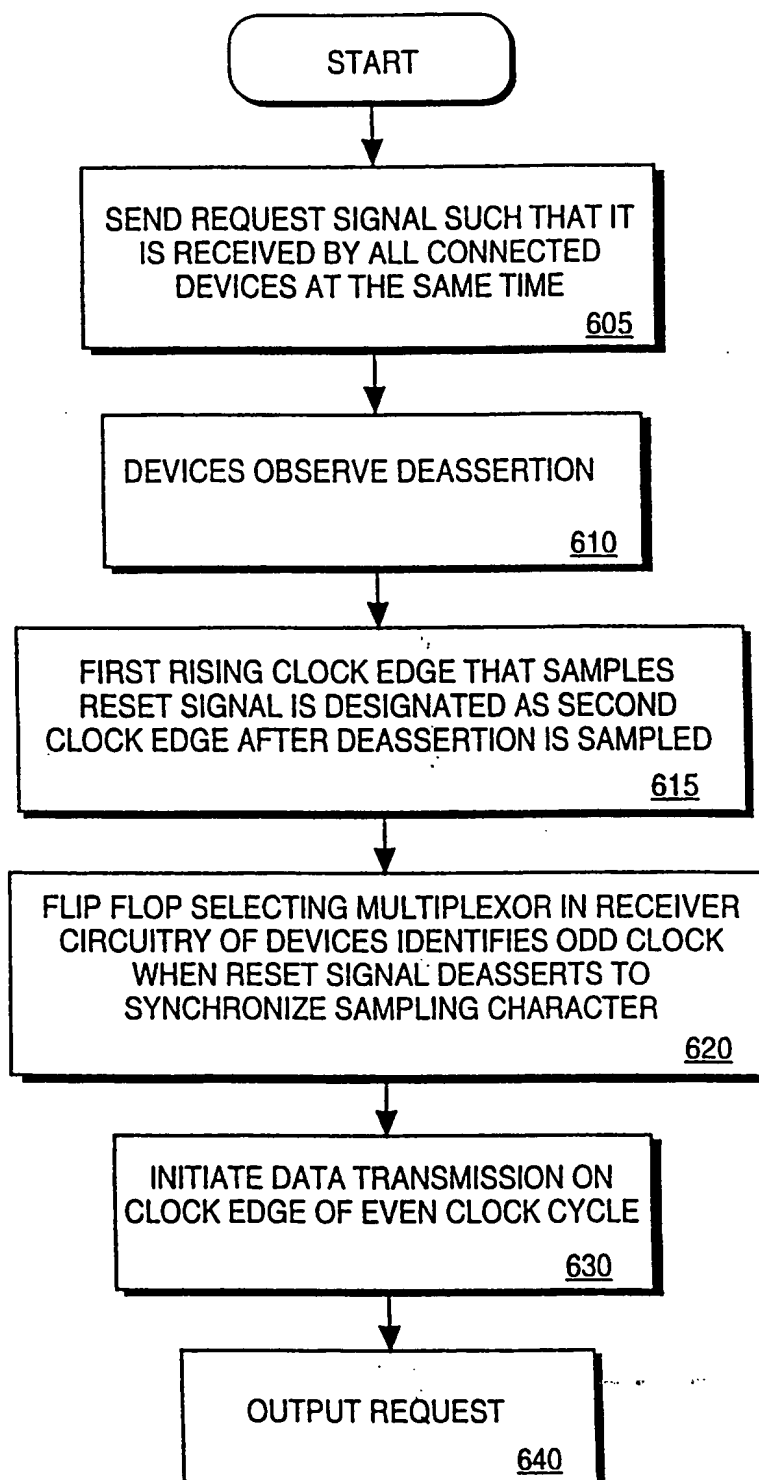 START
SEND REQUEST SIGNAL SUCH THAT IT
IS RECEIVED BY ALL CONNECTED
DEVICES AT THE SAME TIME
605
DEVICES OBSERVE DEASSERTION
610
FIRST RISING CLOCK EDGE THAT SAMPLES
RESET SIGNAL IS DESIGNATED AS SECOND
CLOCK EDGE AFTER DEASSERTION IS SAMPLED
615
FLIP FLOP SELECTING MULTIPLEXOR IN RECEIVER
CIRCUITRY OF DEVICES IDENTIFIES ODD CLOCK
WHEN RESET SIGNAL DEASSERTS TO
SYNCHRONIZE SAMPLING CHARACTER
620
INITIATE DATA TRANSMISSION ON
CLOCK EDGE OF EVEN CLOCK CYCLE
630
OUTPUT REQUEST
640